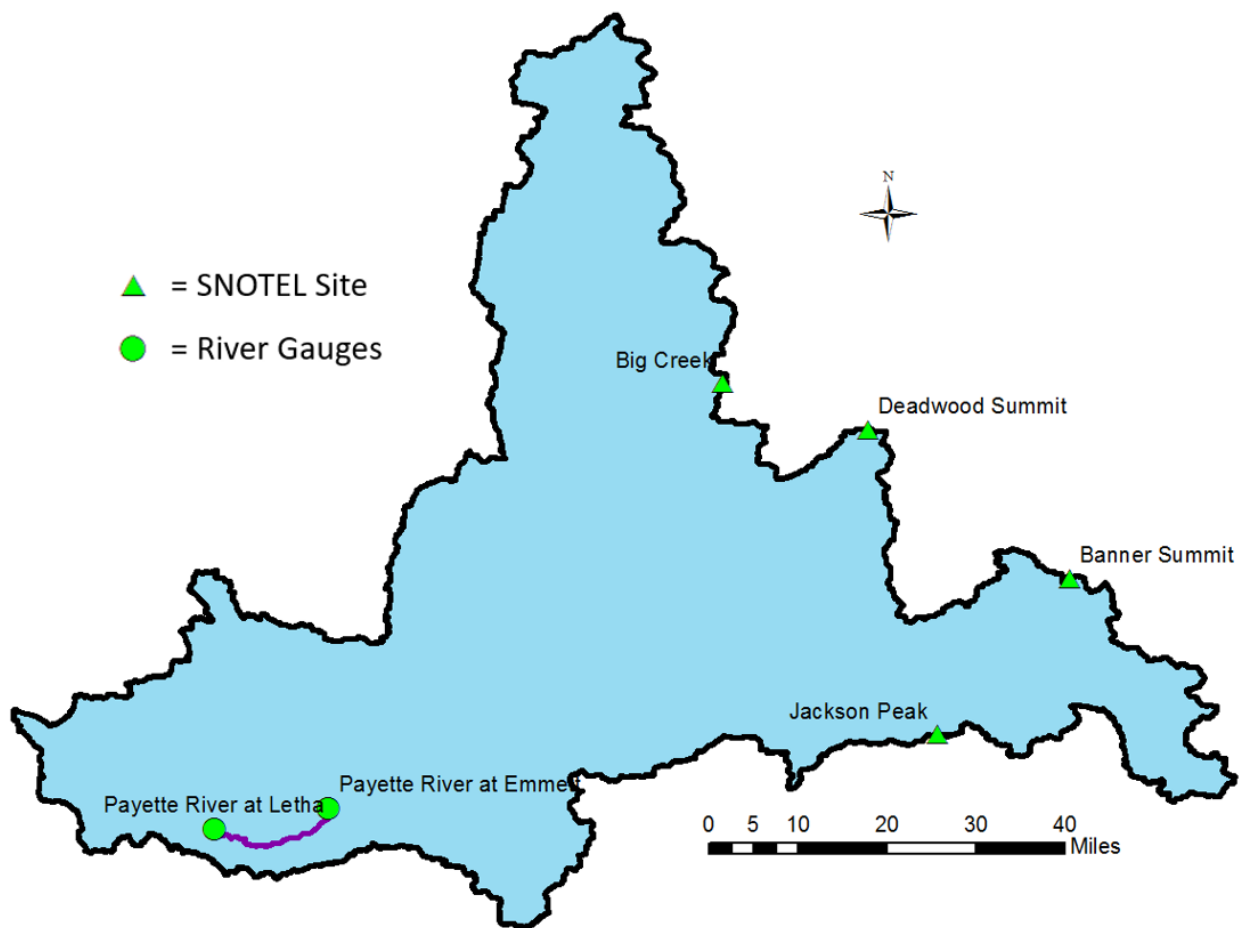 N
= SNOTEL Site
= River Gauges
Big Creek
Deadwood Summit
Banner Summit
Jackson Peak
Payette River at Emmett
Payette River at Letha
0 5 10 20 30 40
Miles